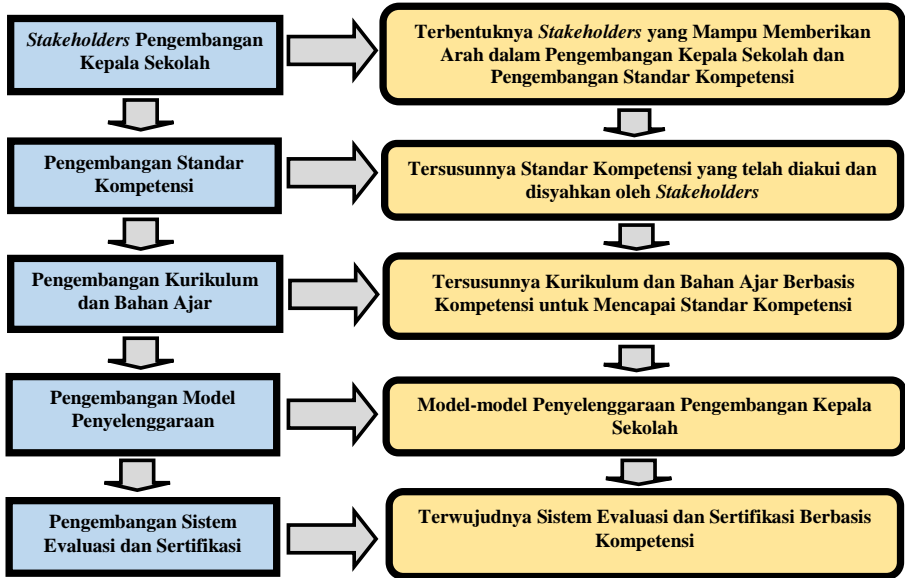 Stakeholders Pengembangan
Kepala Sekolah
Terbentuknya Stakeholders yang Mampu Memberikan
Arah dalam Pengembangan Kepala Sekolah dan
Pengembangan Standar Kompetensi
Pengembangan Standar
Kompetensi
Tersusunnya Standar Kompetensi yang telah diakui dan
disyahkan oleh Stakeholders
Pengembangan Kurikulum
dan Bahan Ajar
Tersusunnya Kurikulum dan Bahan Ajar Berbasis
Kompetensi untuk Mencapai Standar Kompetensi
Pengembangan Model
Penyelenggaraan
Model-model Penyelenggaraan Pengembangan Kepala
Sekolah
Pengembangan Sistem
Evaluasi dan Sertifikasi
Terwujudnya Sistem Evaluasi dan Sertifikasi Berbasis
Kompetensi